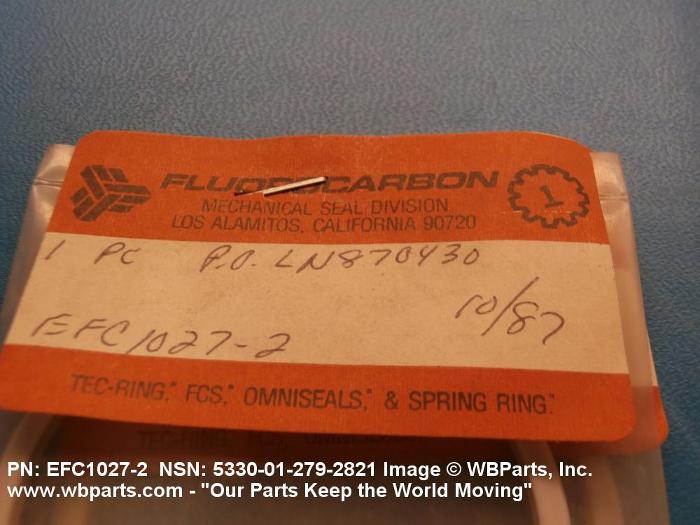 FLUOROCARBON
MECHANICAL SEAL DIVISION
LOS ALAMITOS, CALIFORNIA 90720
1
1 PC P.O. LN870430
10/87
EFC1027-2
TEC-RING," FCS," OMNISEALS," & SPRING RING."
PN: EFC1027-2 NSN: 5330-01-279-2821 Image © WBParts, Inc.
www.wbparts.com - "Our Parts Keep the World Moving"